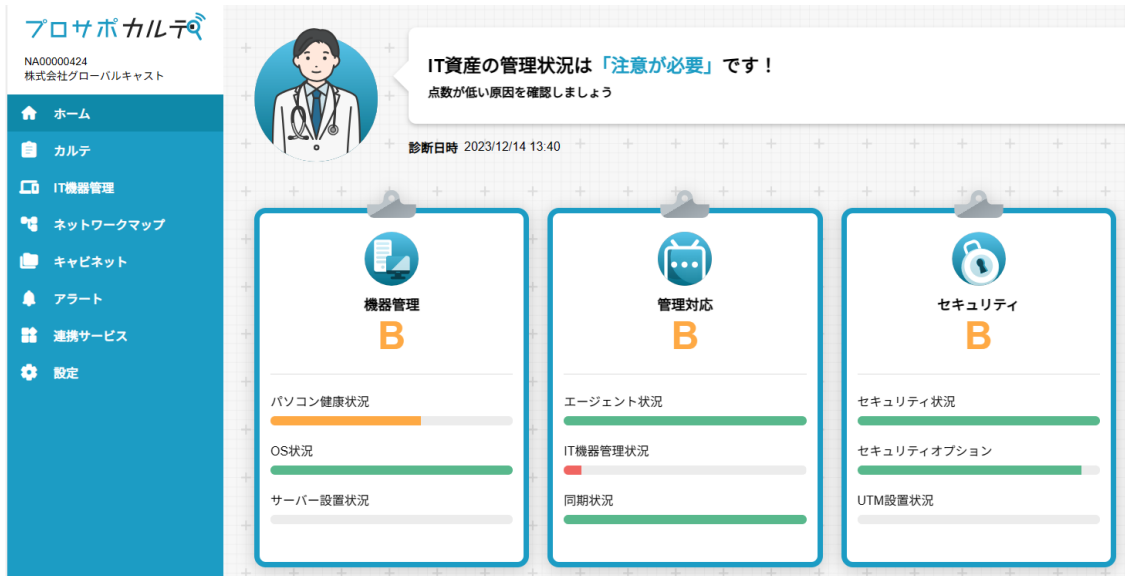 プロサポカルテ
NA00000424
株式会社グローバルキャスト
ホーム
カルテ
IT機器管理
ネットワークマップ
キャビネット
アラート
連携サービス
設定
IT資産の管理状況は「注意が必要」です！
点数が低い原因を確認しましょう
診断日時 2023/12/14 13:40
機器管理
B
パソコン健康状況
OS状況
サーバー設置状況
管理対応
B
エージェント状況
IT機器管理状況
同期状況
セキュリティ
B
セキュリティ状況
セキュリティオプション
UTM設置状況